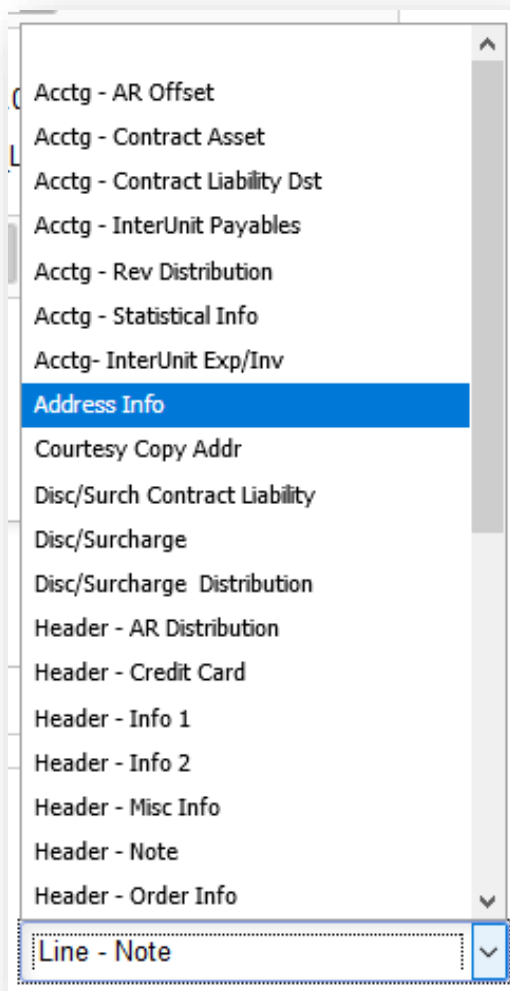 Acctg - AR Offset
Acctg - Contract Asset
Acctg - Contract Liability Dst
Acctg - InterUnit Payables
Acctg - Rev Distribution
Acctg - Statistical Info
Acctg- InterUnit Exp/Inv
Address Info
Courtesy Copy Addr
Disc/Surch Contract Liability
Disc/Surcharge
Disc/Surcharge  Distribution
Header - AR Distribution
Header - Credit Card
Header - Info 1
Header - Info 2
Header - Misc Info
Header - Note
Header - Order Info
Line - Note